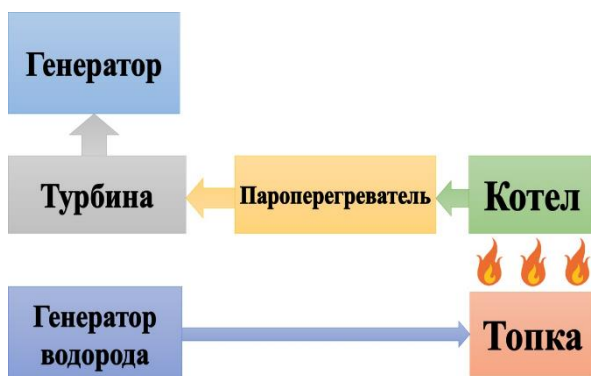 Генератор
Турбина
Пароперегреватель
Котел
Генератор
водорода
Топка